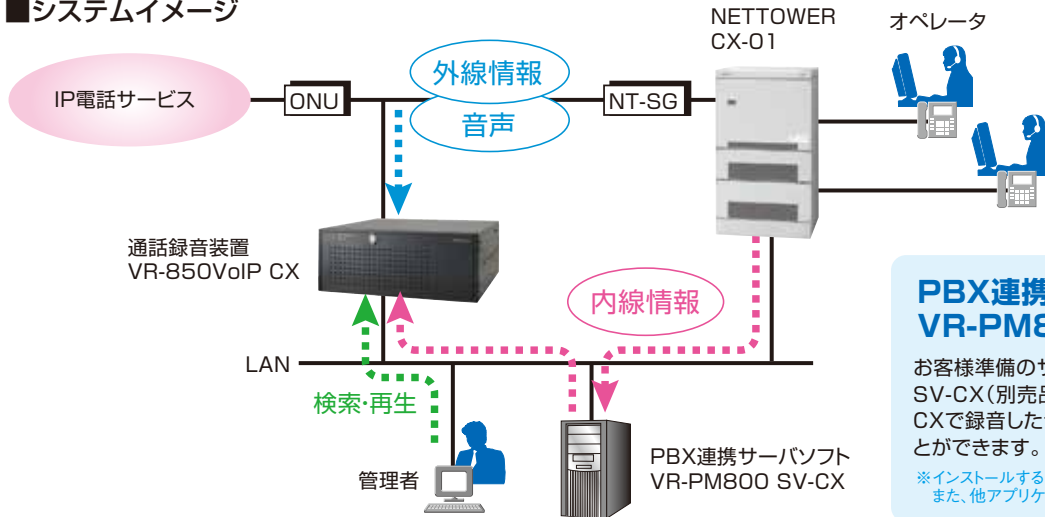 ■システムイメージ
NETTOWER
CX-01
オペレータ
IP電話サービス
ONU
外線情報
音声
NT-SG
通話録音装置
VR-850VoIP CX
内線情報
LAN
検索・再生
管理者
PBX連携サーバソフト
VR-PM800 SV-CX
PBX連携
VR-PM8
お客様準備のサ
SV-CX(別売品
CXで録音した
とができます。
※インストールする
また、他アプリケ